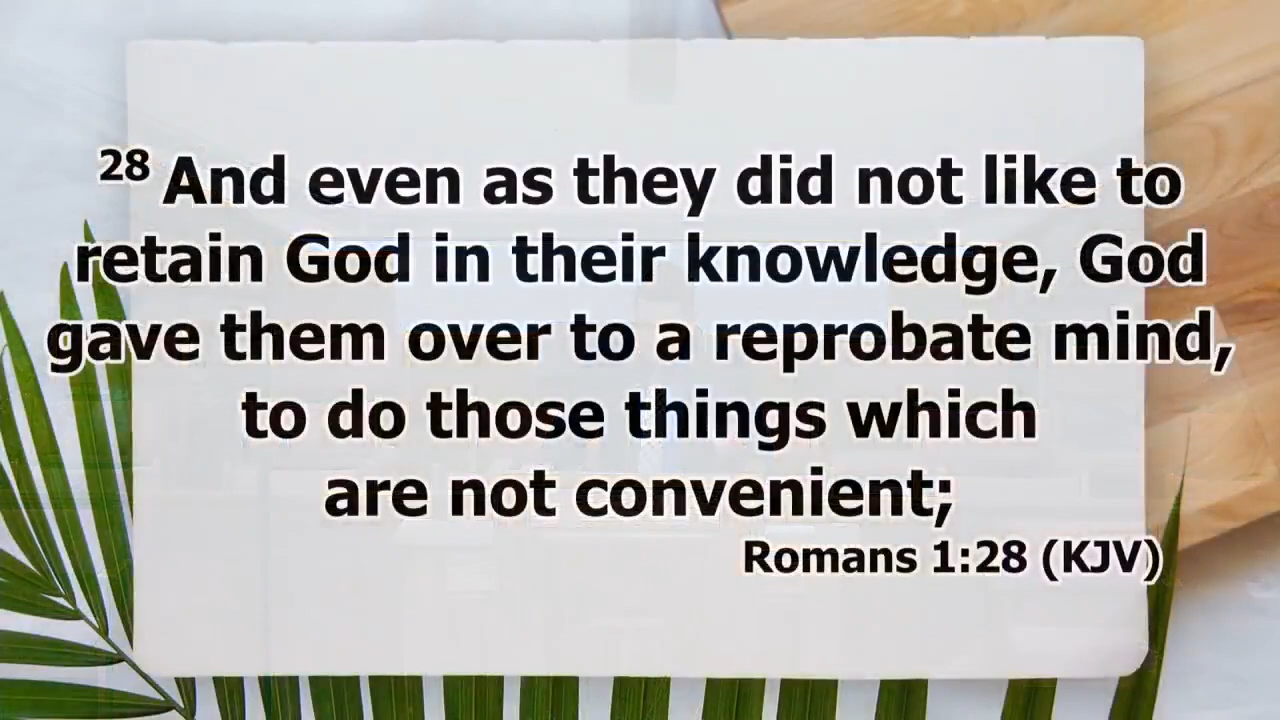 28 And even as they did not like to
retain God in their knowledge, God
gave them over to a reprobate mind,
to do those things which
are not convenient;
Romans 1:28 (KJV)